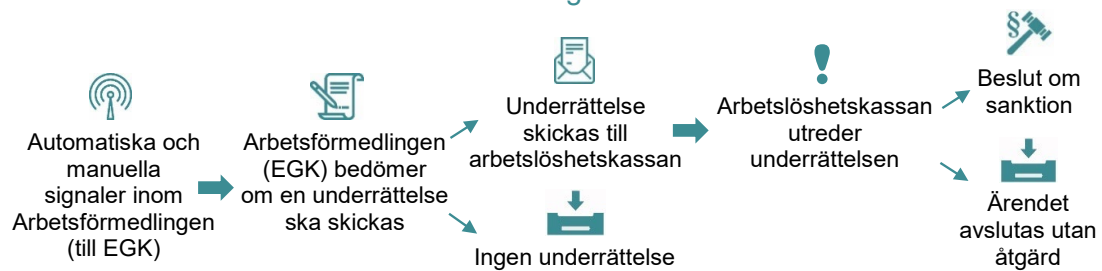 Automatiska och
manuella
signaler inom
Arbetsförmedlingen
(till EGK)
Arbetsförmedlingen
(EGK) bedömer
om en underrättelse
ska skickas
Underrättelse
skickas till
arbetslöshetskassan
Ingen underrättelse
Arbetslöshetskassan
utreder
underrättelsen
§
Beslut om
sanktion
Ärendet
avslutas utan
åtgärd